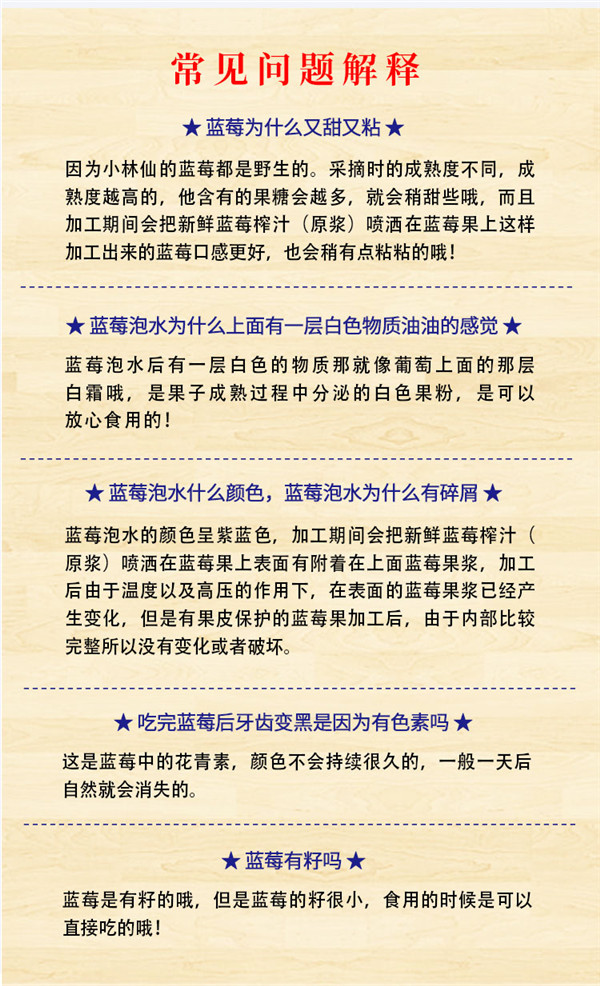 常见问题解释
★ 蓝莓为什么又甜又粘 ★
因为小林仙的蓝莓都是野生的。采摘时的成熟度不同，成
熟度越高的，他含有的果糖会越多，就会稍甜些哦，而且
加工期间会把新鲜蓝莓榨汁（原浆）喷洒在蓝莓果上这样
加工出来的蓝莓口感更好，也会稍有点粘粘的哦！
★ 蓝莓泡水为什么上面有一层白色物质油油的感觉 ★
蓝莓泡水后有一层白色的物质那就像葡萄上面的那层
白霜哦，是果子成熟过程中分泌的白色果粉，是可以
放心食用的！
★ 蓝莓泡水什么颜色，蓝莓泡水为什么有碎屑 ★
蓝莓泡水的颜色呈紫蓝色，加工期间会把新鲜蓝莓榨汁（
原浆）喷洒在蓝莓果上表面有附着在上面蓝莓果浆，加工
后由于温度以及高压的作用下，在表面的蓝莓果浆已经产
生变化，但是有果皮保护的蓝莓果加工后，由于内部比较
完整所以没有变化或者破坏。
★ 吃完蓝莓后牙齿变黑是因为有色素吗 ★
这是蓝莓中的花青素，颜色不会持续很久的，一般一天后
自然就会消失的。
★ 蓝莓有籽吗 ★
蓝莓是有籽的哦，但是蓝莓的籽很小，食用的时候是可以
直接吃的哦！